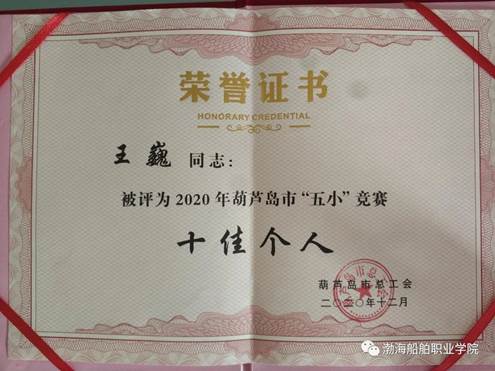 荣誉证书
HONORARY CREDENTIAL
王巍 同志：
被评为2020年葫芦岛市“五小”竞赛
十佳个人
葫芦岛市总工会
二〇二〇年十二月
渤海船舶职业学院